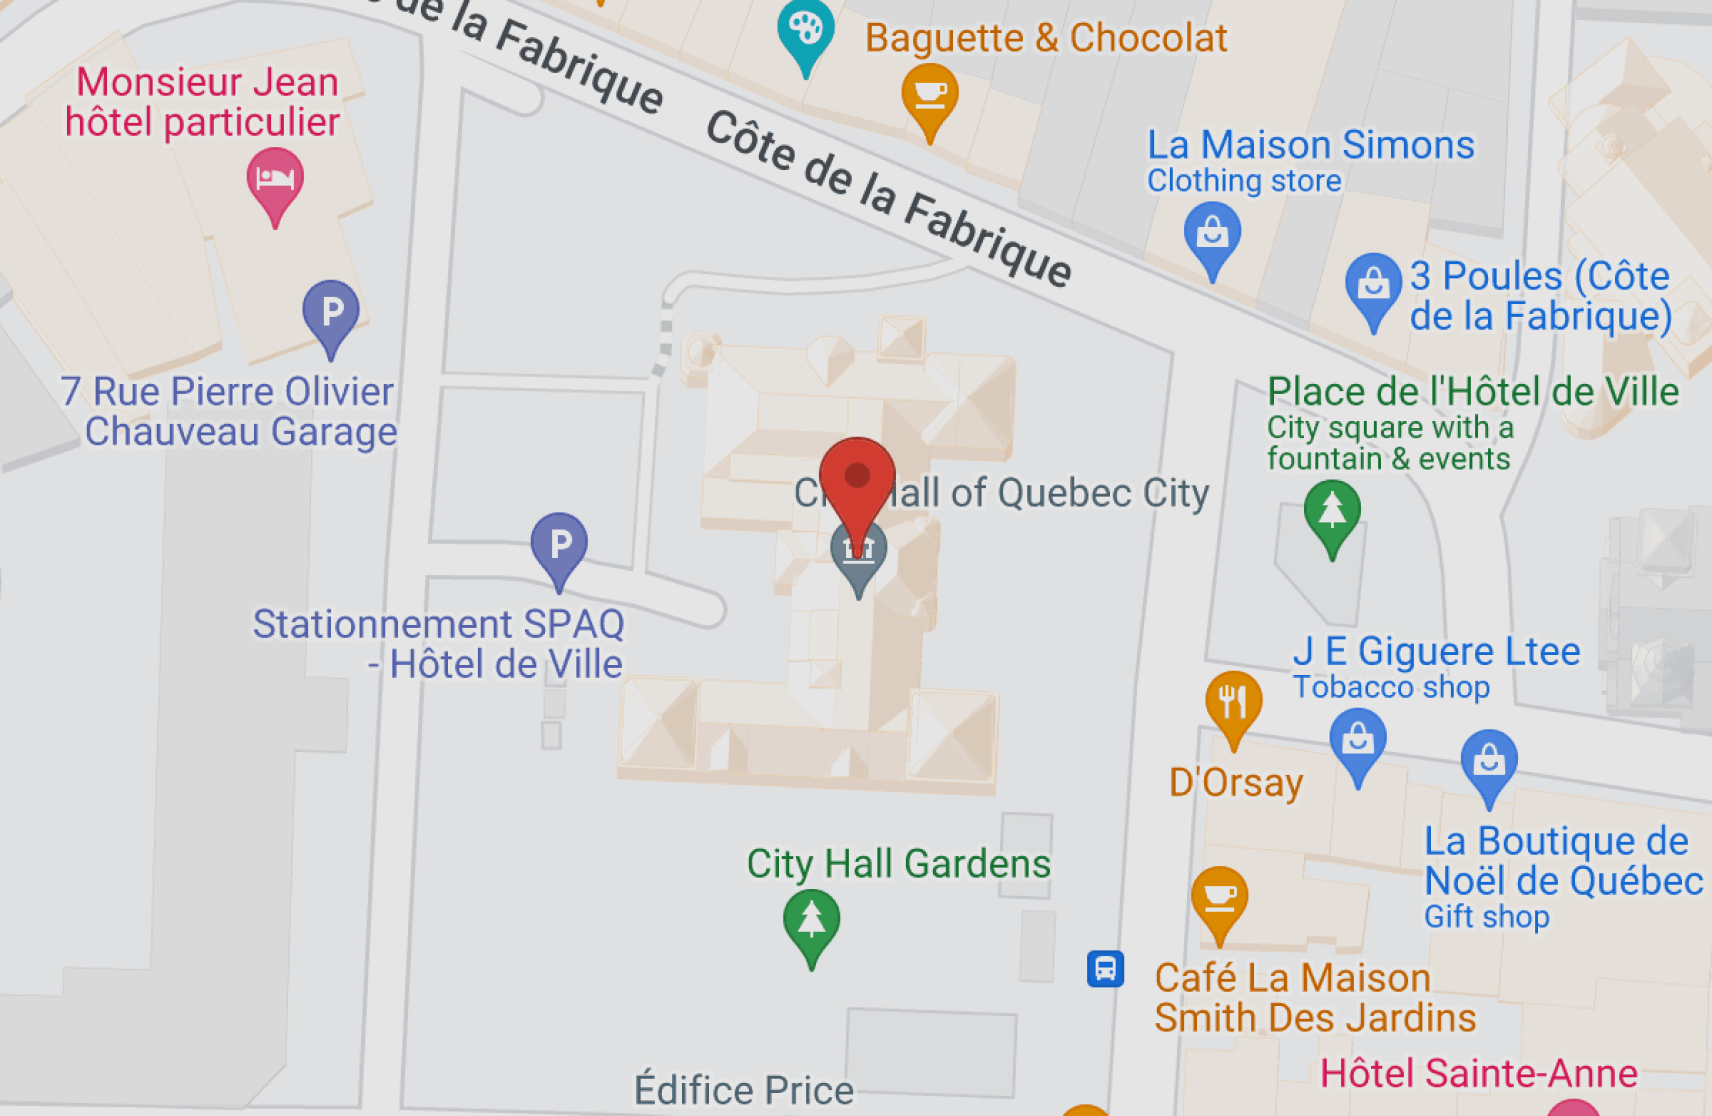 de la Fabrique
Baguette & Chocolat
Monsieur Jean
hôtel particulier
Côte de la Fabrique
La Maison Simons
Clothing store
3 Poules (Côte
de la Fabrique)
P
7 Rue Pierre Olivier
Chauveau Garage
Place de l'Hôtel de Ville
City square with a
fountain & events
Hall of Quebec City
P
Stationnement SPAQ
- Hôtel de Ville
J E Giguere Ltee
Tobacco shop
D'Orsay
La Boutique de
Noël de Québec
Gift shop
City Hall Gardens
Café La Maison
Smith Des Jardins
Édifice Price
Hôtel Sainte-Anne